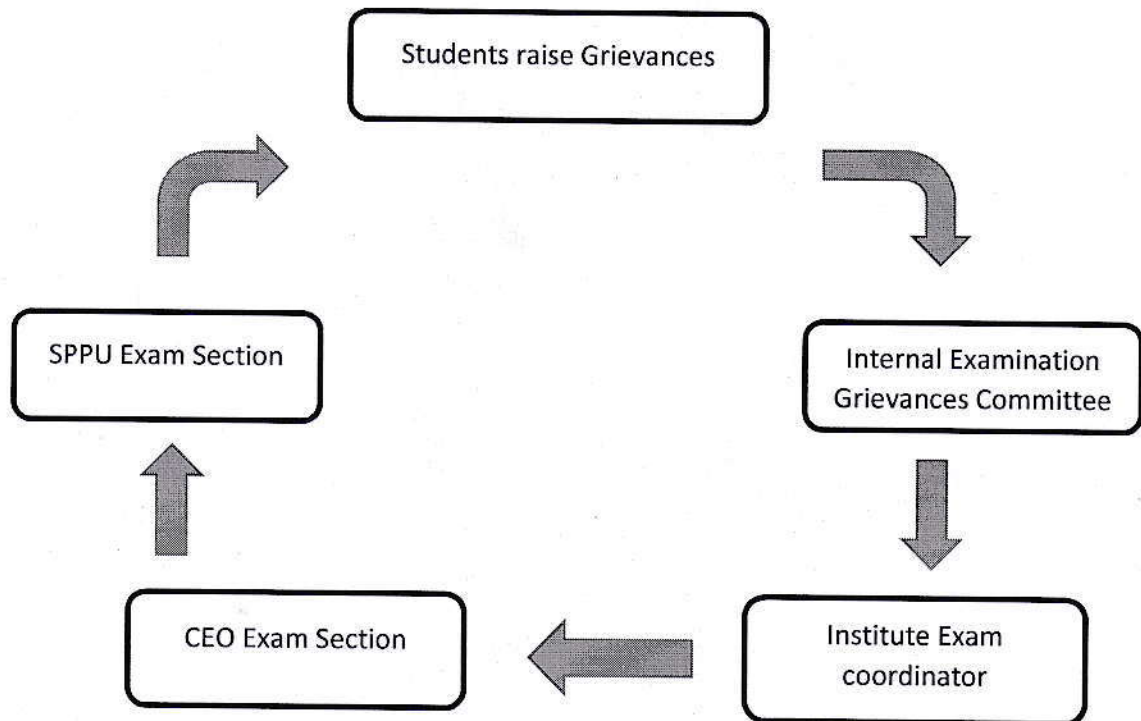 Students raise Grievances
Internal Examination
Grievances Committee
Institute Exam
coordinator
CEO Exam Section
SPPU Exam Section